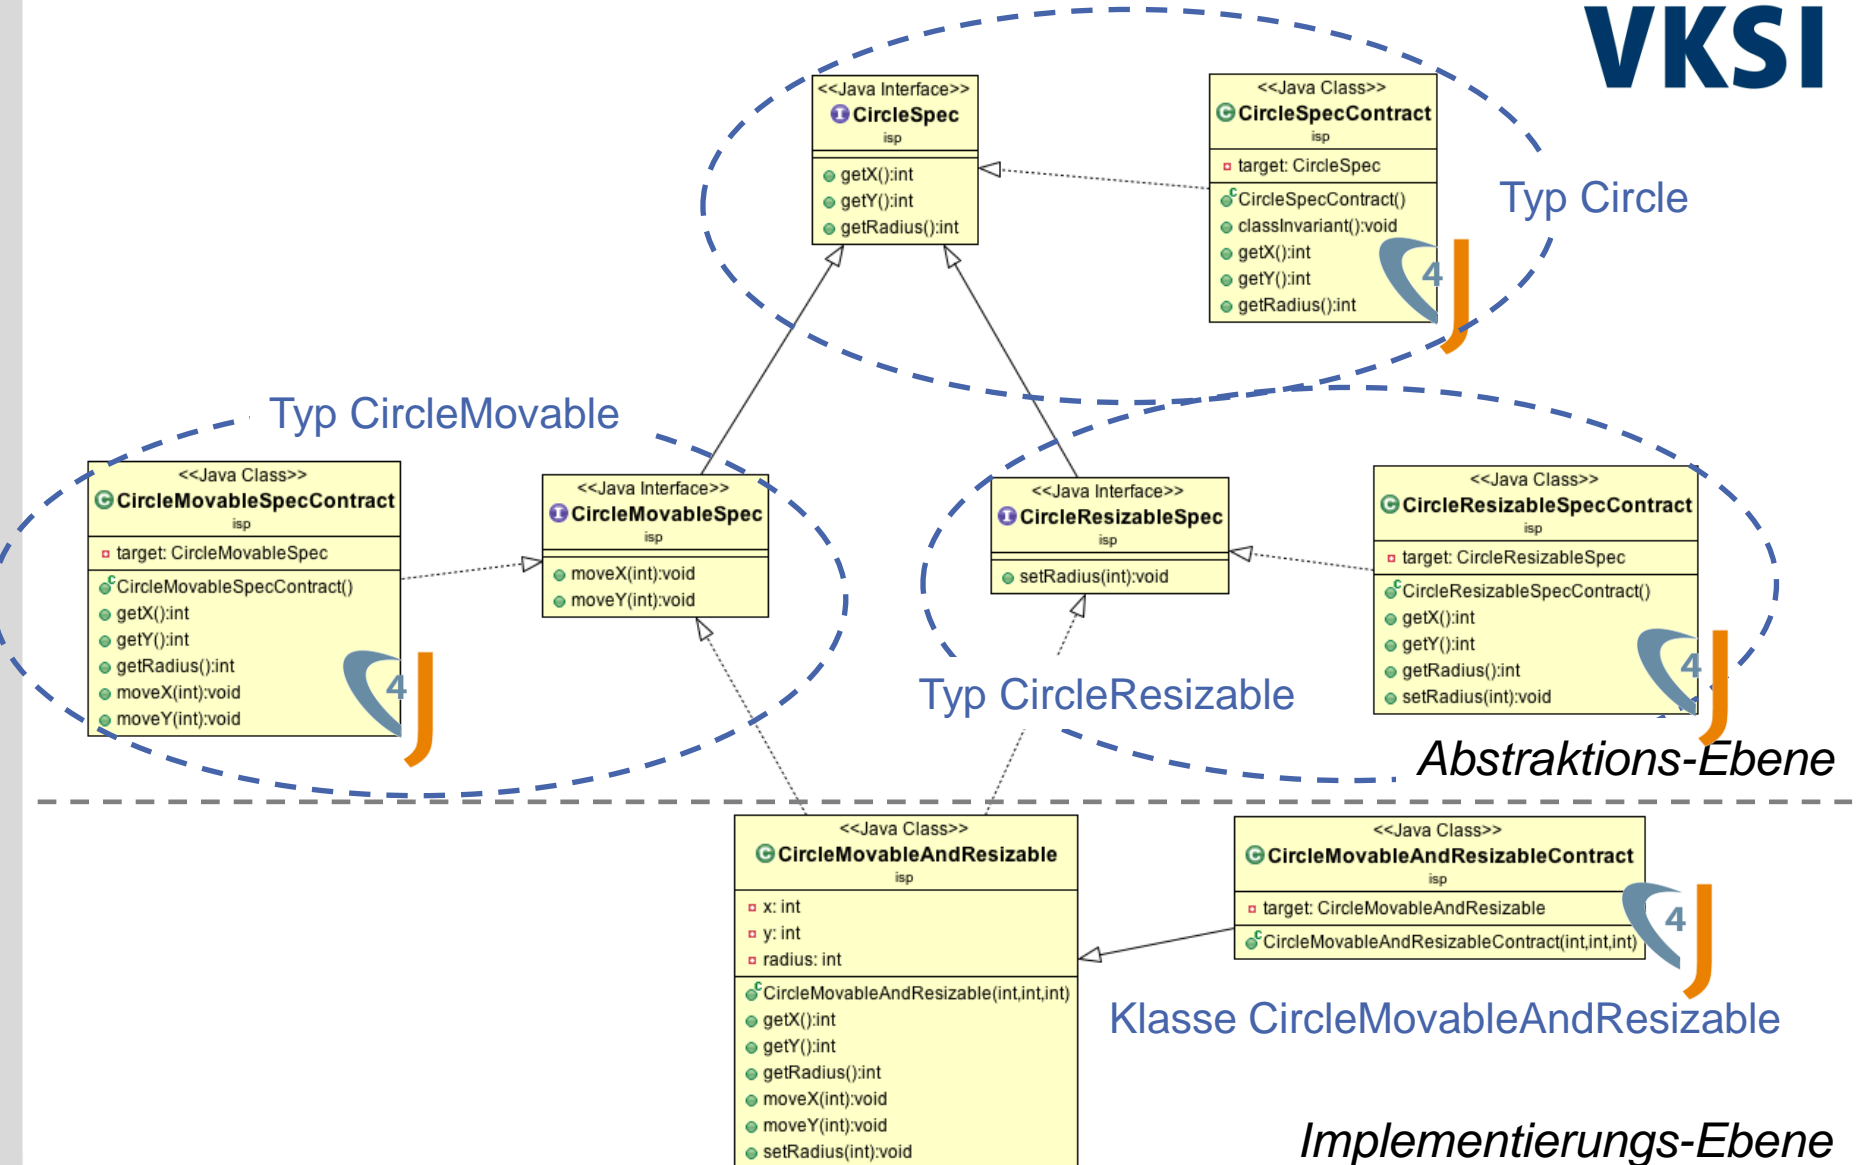 VKSI
<<Java Interface>>
CircleSpec
isp
getX():int
getY():int
getRadius():int
<<Java Class>>
CircleSpecContract
isp
target: CircleSpec
CircleSpecContract()
classInvariant():void
getX():int
getY():int
getRadius():int
4
J
Typ Circle
Typ CircleMovable
<<Java Class>>
CircleMovableSpecContract
isp
target: CircleMovableSpec
CircleMovableSpecContract()
getX():int
getY():int
getRadius():int
moveX(int):void
moveY(int):void
4
J
<<Java Interface>>
CircleMovableSpec
isp
moveX(int):void
moveY(int):void
<<Java Interface>>
CircleResizableSpec
isp
setRadius(int):void
<<Java Class>>
CircleResizableSpecContract
isp
target: CircleResizableSpec
CircleResizableSpecContract()
getX():int
getY():int
getRadius():int
setRadius(int):void
4
J
Typ CircleResizable
Abstraktions-Ebene
<<Java Class>>
CircleMovableAndResizable
isp
x: int
y: int
radius: int
CircleMovableAndResizable(int,int,int)
getX():int
getY():int
getRadius():int
moveX(int):void
moveY(int):void
setRadius(int):void
<<Java Class>>
CircleMovableAndResizableContract
isp
target: CircleMovableAndResizable
CircleMovableAndResizableContract(int,int,int)
4
J
Klasse CircleMovableAndResizable
Implementierungs-Ebene